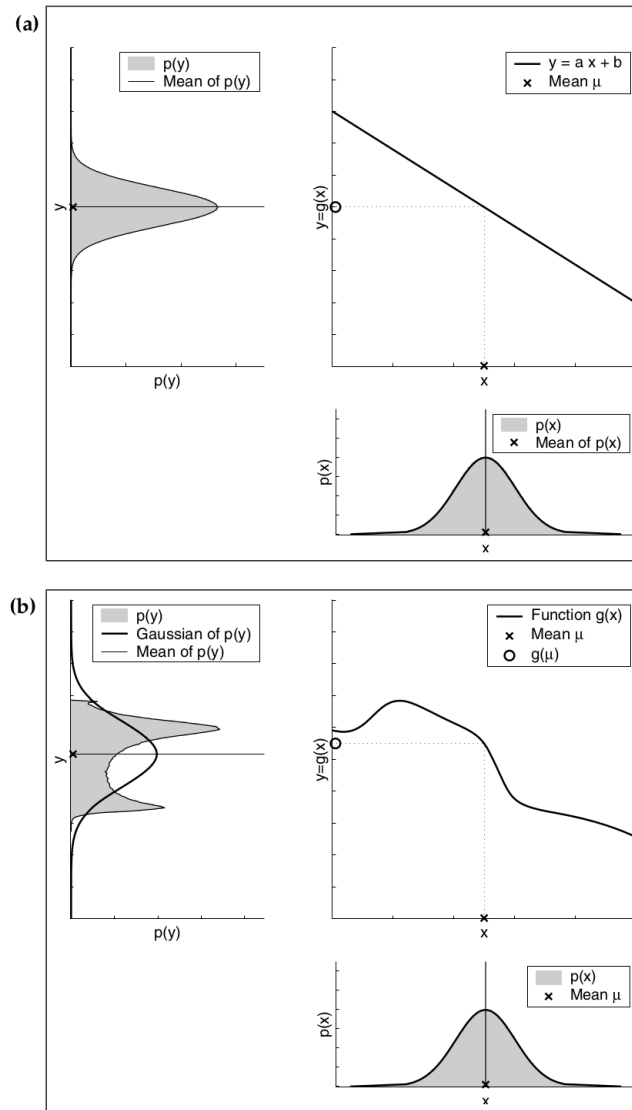 (a)
p(y)
Mean of p(y)
y
p(y)
y = a x + b
Mean μ
y=g(x)
x
p(x)
Mean of p(x)
p(x)
x
(b)
p(y)
Gaussian of p(y)
Mean of p(y)
y
p(y)
Function g(x)
Mean μ
g(μ)
y=g(x)
x
p(x)
Mean μ
p(x)
x